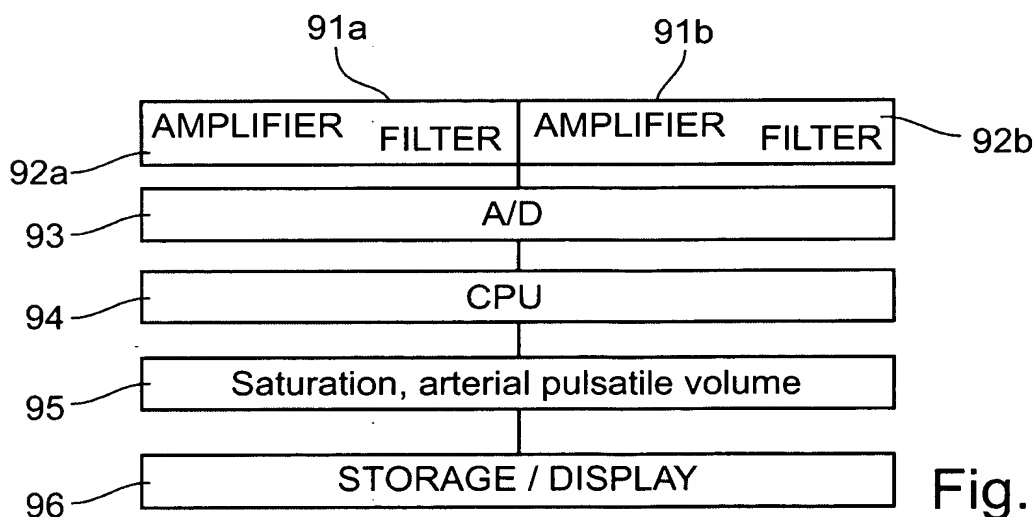 91a
91b
AMPLIFIER FILTER AMPLIFIER FILTER
92a
92b
93
A/D
94
CPU
95
Saturation, arterial pulsatile volume
96
STORAGE / DISPLAY
Fig.